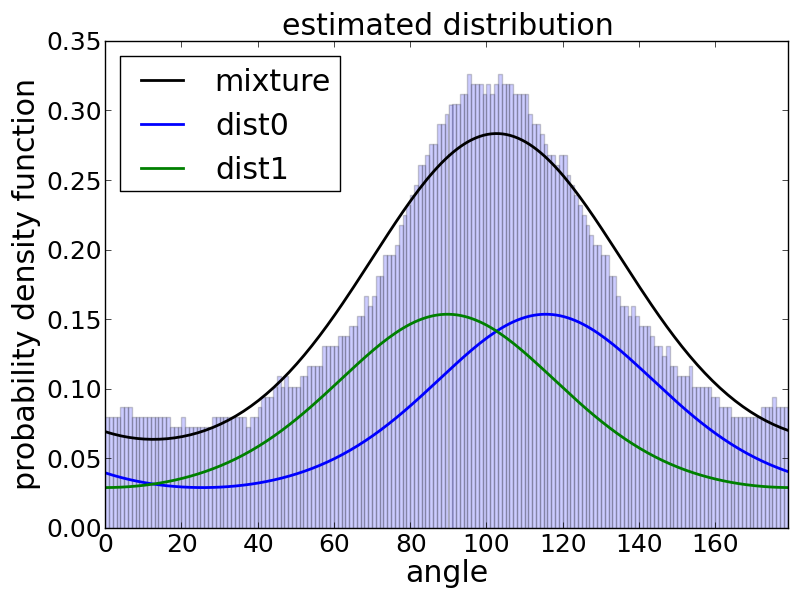 estimated distribution
mixture
dist0
dist1
probability density function
0.35
0.30
0.25
0.20
0.15
0.10
0.05
0.00
0 20 40 60 80 100 120 140 160
angle